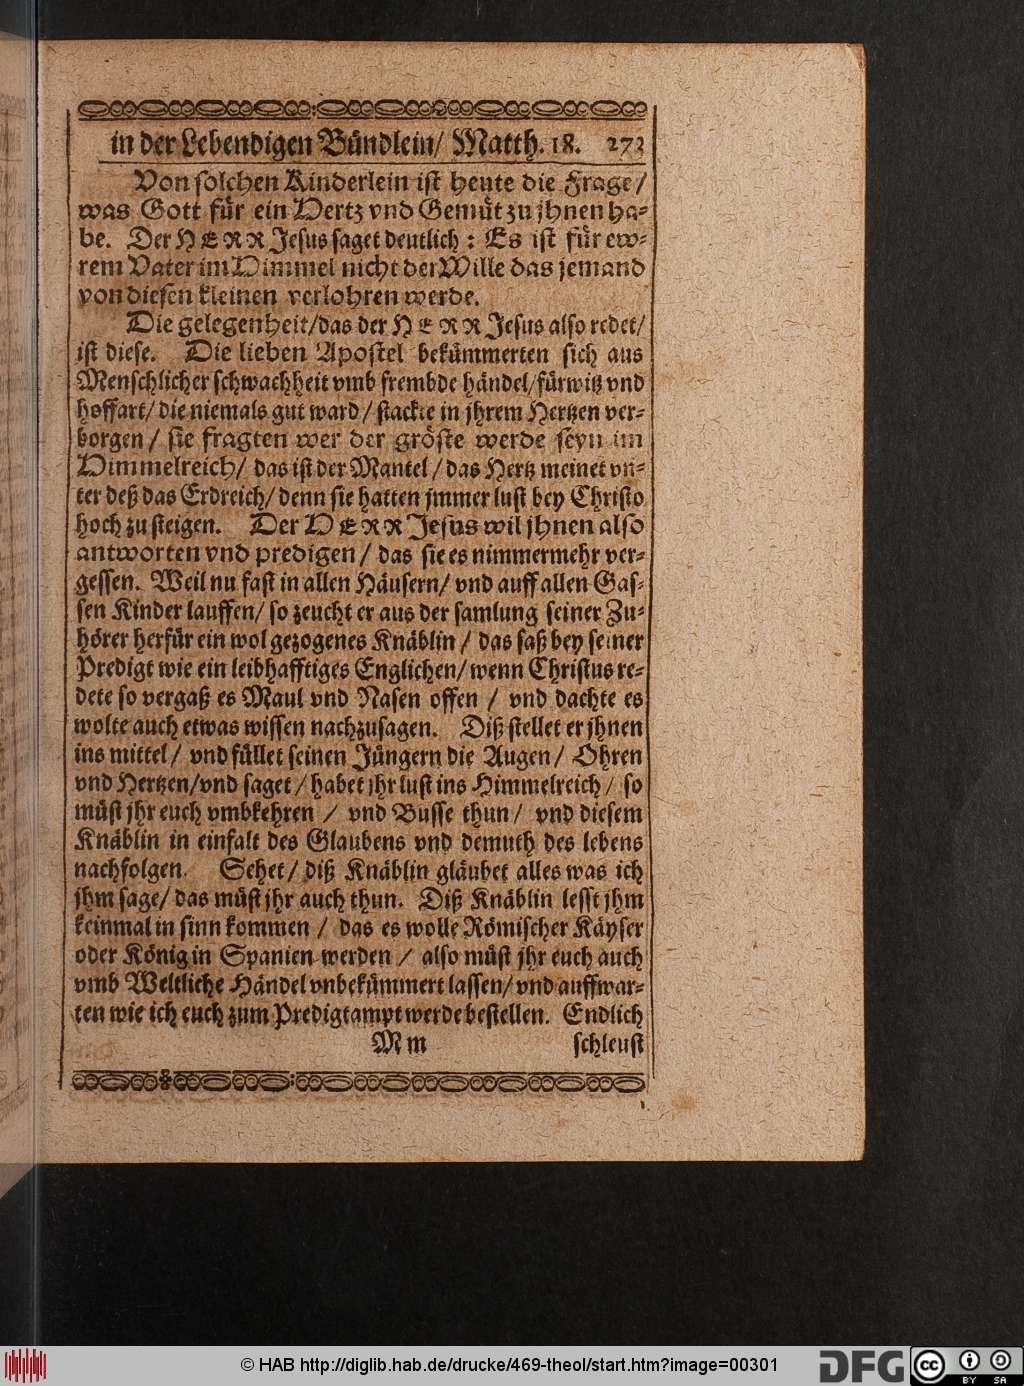 in der Lebendigen Bündlein/ Matth. 18. 273
Von solchen Kinderlein ist heute die Frage/
was Gott für ein Hertz vnd Gemüt zu jhnen ha-
be. Der HERR Jesus saget deutlich: Es ist für ew-
rem Vater im Himmel nicht der Wille das jemand
von diesen kleinen verlohren werde.
Die gelegenheit/das der HERR Jesus also redet/
ist diese. Die lieben Apostel bekümmerten sich aus
Menschlicher schwachheit vmb frembde händel/fürwitz vnd
hoffart/ die niemals gut ward/ stackte in jhrem Hertzen ver-
borgen/ sie fragten wer der gröste werde seyn im
Himmelreich/ das ist der Mantel/ das Hertz meinet vn-
ter deß das Erdreich/ denn sie hatten jmmer lust bey Christo
hoch zu steigen. Der HERR Jesus wil jhnen also
antworten vnd predigen/ das sie es nimmermehr ver-
gessen. Weil nu fast in allen Häusern/ vnd auff allen Gas-
sen Kinder lauffen/ so zeucht er aus der samlung seiner Zu-
hörer herfür ein wol gezogenes Knäblin/ das saß bey seiner
Predigt wie ein leibhafftiges Englichen/ wenn Christus re-
dete so vergaß es Maul vnd Nasen offen/ vnd dachte es
wolte auch etwas wissen nachzusagen. Diß stellet er jhnen
ins mittel/ vnd füllet seinen Jüngern die Augen/ Ohren
vnd Hertzen/vnd saget/ habet jhr lust ins Himmelreich/ so
müst jhr euch vmbkehren/ vnd Busse thun/ vnd diesem
Knäblin in einfalt des Glaubens vnd demuth des lebens
nachfolgen. Sehet/ diß Knäblin gläubet alles was ich
jhm sage/ das müst jhr auch thun. Diß Knäblin lesst jhm
keinmal in sinn kommen/ das es wolle Römischer Käyser
oder König in Spanien werden/ also müst jhr euch auch
vmb Weltliche Händel vnbekümmert lassen/ vnd auffwar-
ten wie ich euch zum Predigtampt werde bestellen. Endlich
Mm schleust
© HAB http://diglib.hab.de/drucke/469-theol/start.htm?image=00301
DFG cc BY SA